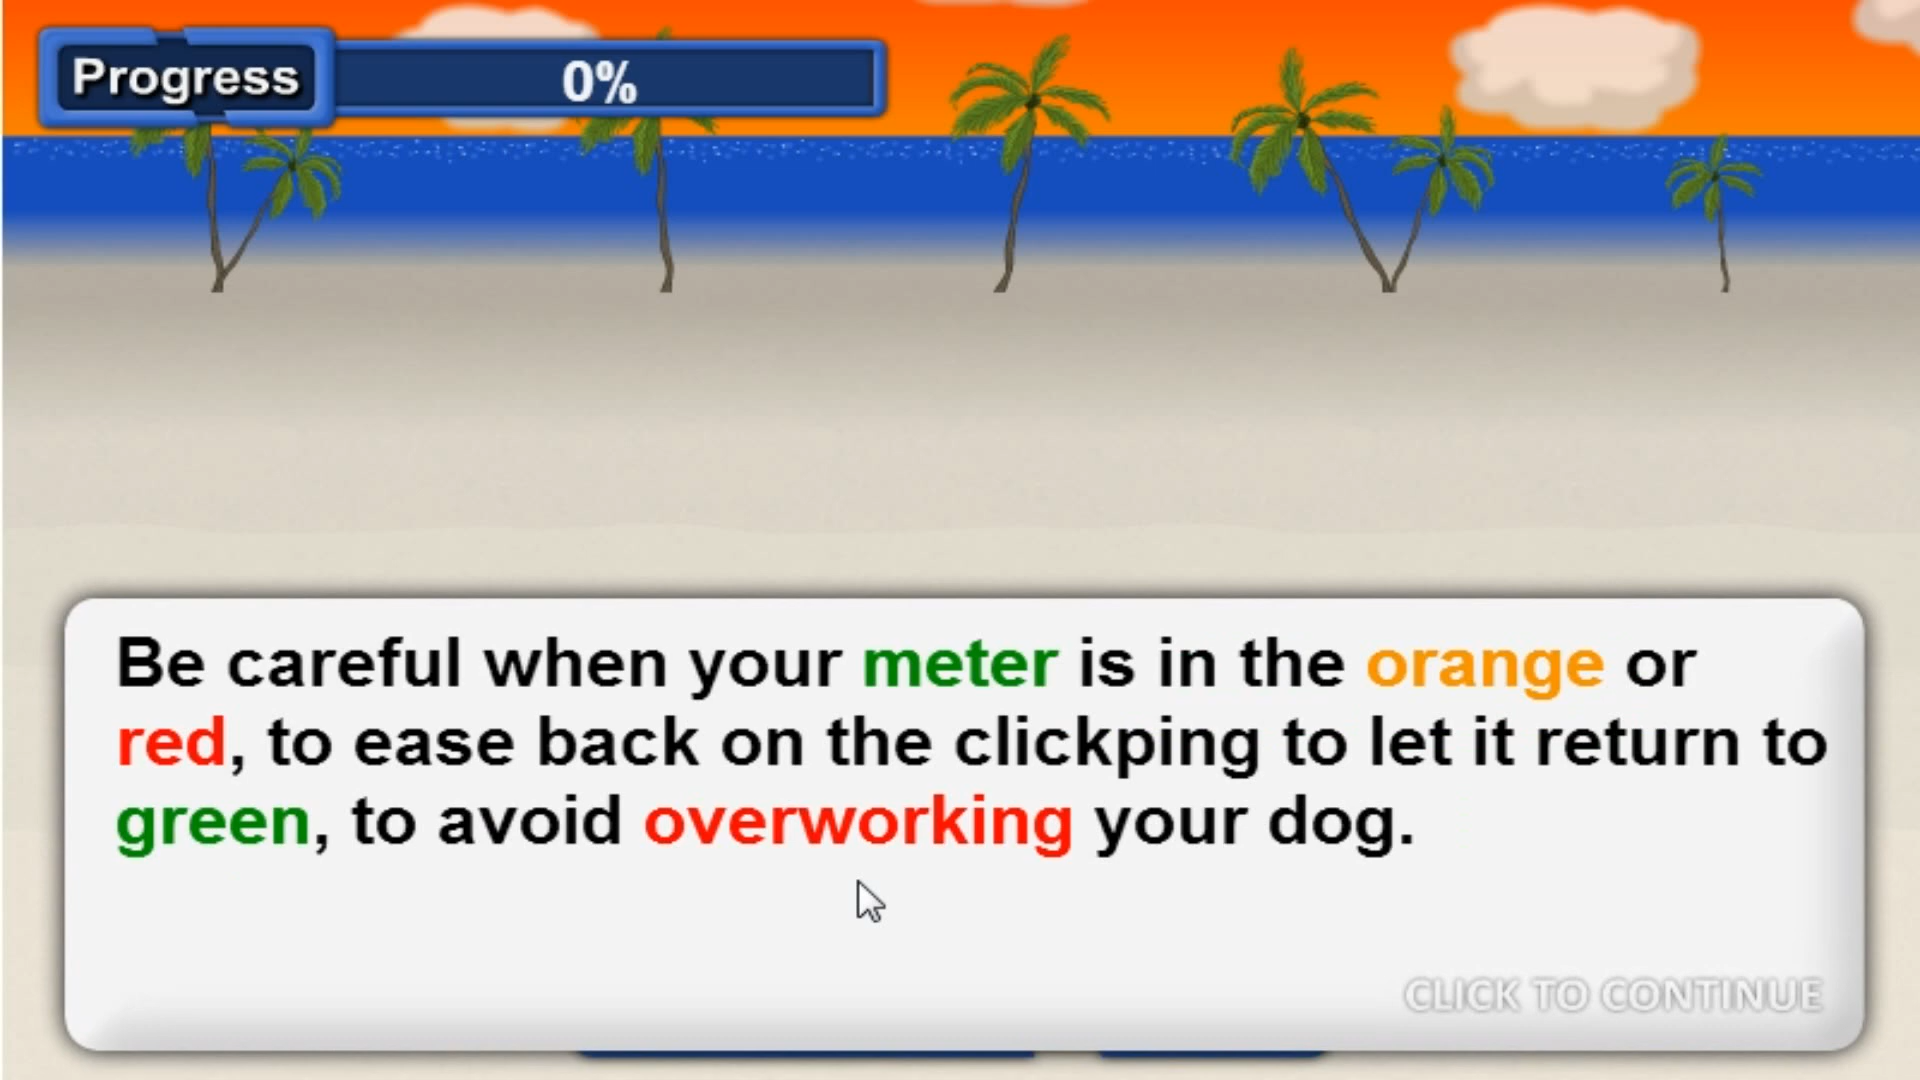 Progress
0%
Be careful when your meter is in the orange or
red, to ease back on the clickping to let it return to
green, to avoid overworking your dog.
CLICK TO CONTINUE